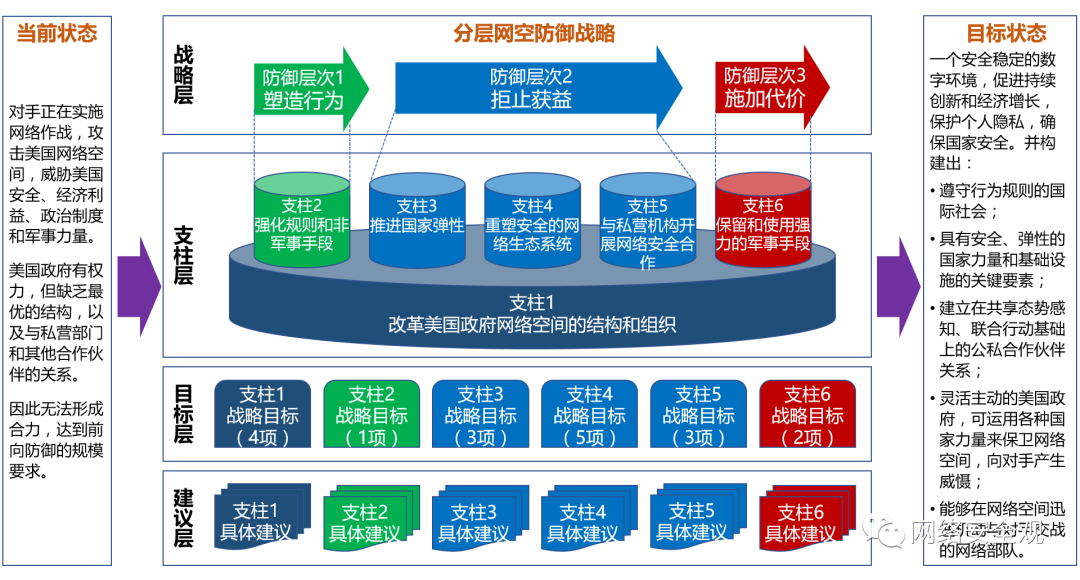 当前状态
对手正在实施
网络作战，攻
击美国网络空
间，威胁美国
安全、经济利
益、政治制度
和军事力量。
美国政府有权
力，但缺乏最
优的结构，以
及与私营部门
和其他合作伙
伴的关系。
因此无法形成
合力，达到前
向防御的规模
要求。
分层网空防御战略
战略层
防御层次1
塑造行为
防御层次2
拒止获益
防御层次3
施加代价
支柱层
支柱2
强化规则和非
军事手段
支柱3
推进国家弹性
支柱4
重塑安全的网
络生态系统
支柱5
与私营机构开
展网络安全合
作
支柱6
保留和使用强
力的军事手段
支柱1
改革美国政府网络空间的结构和组织
目标层
支柱1
战略目标
（4项）
支柱2
战略目标
（1项）
支柱3
战略目标
（3项）
支柱4
战略目标
（5项）
支柱5
战略目标
（3项）
支柱6
战略目标
（2项）
建议层
支柱1
具体建议
支柱2
具体建议
支柱3
具体建议
支柱4
具体建议
支柱5
具体建议
支柱6
具体建议
目标状态
一个安全稳定的数
字环境，促进持续
创新和经济增长，
保护个人隐私，确
保国家安全。并构
建出：
• 遵守行为规则的国
际社会；
• 具有安全、弹性的
国家力量和基础设
施的关键要素；
• 建立在共享态势感
知、联合行动基础
上的公私合作伙伴
关系；
• 灵活主动的美国政
府，可运用各种国
家力量来保卫网络
空间，向对手产生
威慑；
• 能够在网络空间迅
的网络部队。
网络安全观